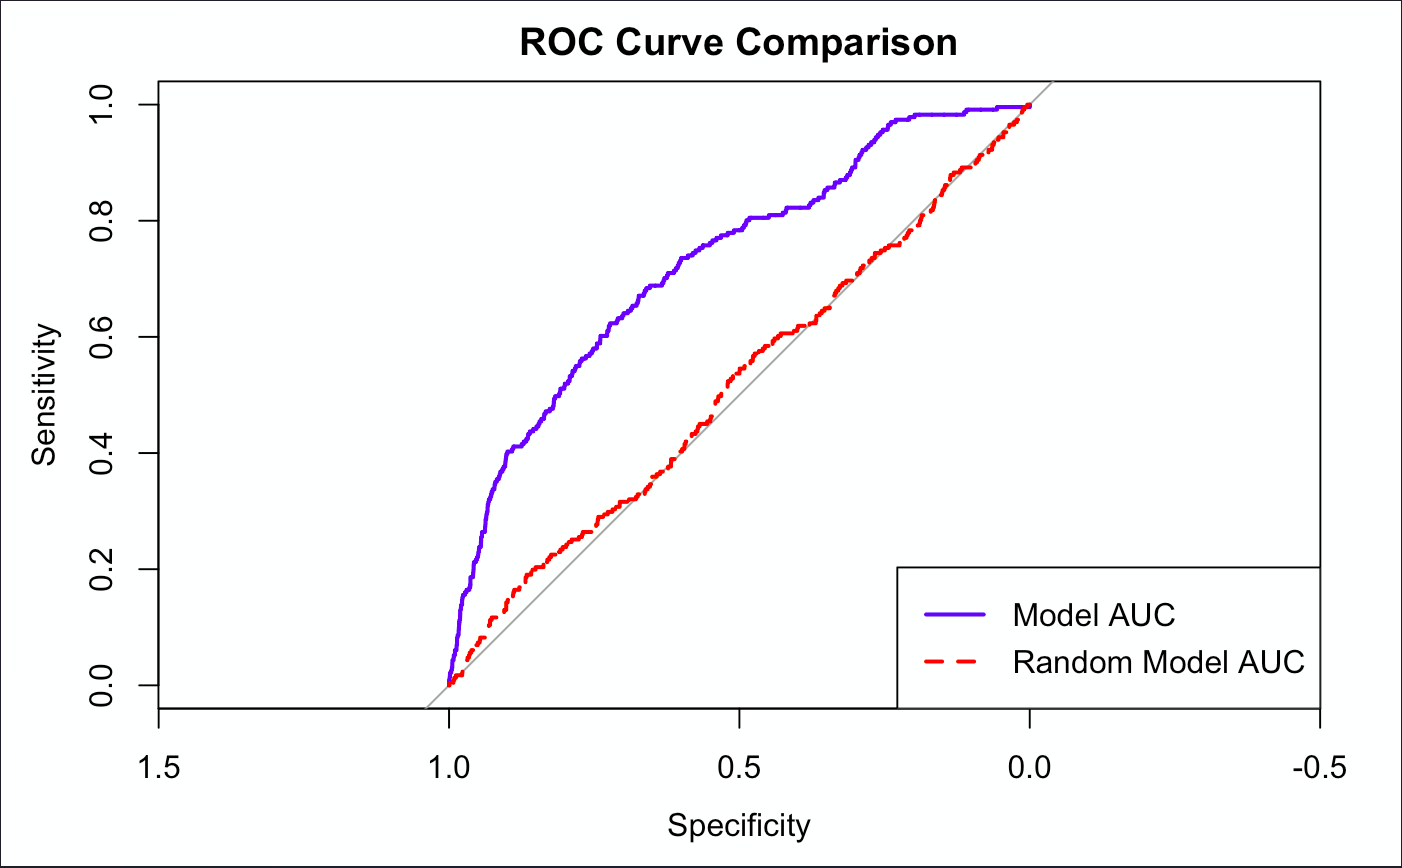 ROC Curve Comparison
Sensitivity
1.0
0.8
0.6
0.4
0.2
0.0
Model AUC
Random Model AUC
1.5 1.0 0.5 0.0 -0.5
Specificity